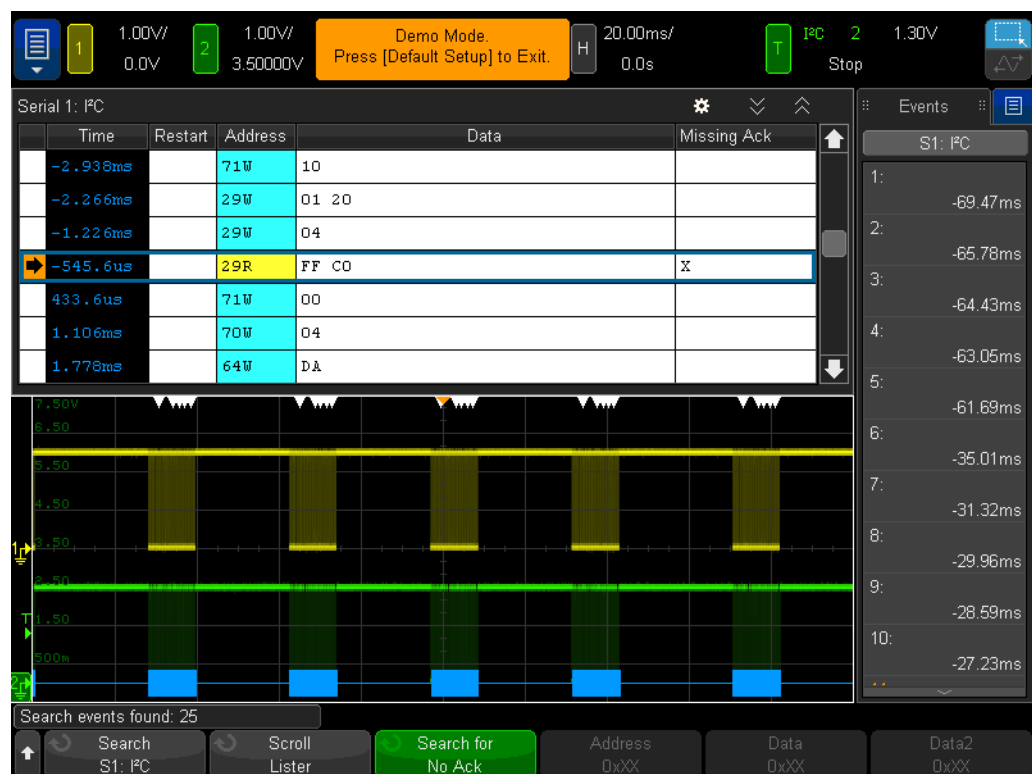 1 1.00V/ 2 1.00V/ Demo Mode. H 20.00ms/ T I²C 2 1.30V
0.0V 3.50000V Press [Default Setup] to Exit. 0.0s Stop
Serial 1: I²C
Time Restart Address Data Missing Ack
-2.938ms 71W 10
-2.266ms 29W 01 20
-1.226ms 29W 04
-545.6us 29R FF C0 X
433.6us 71W 00
1.106ms 70W 04
1.778ms 64W DA
Events
S1: I²C
1:
-69.47ms
2:
-65.78ms
3:
-64.43ms
4:
-63.05ms
5:
-61.69ms
6:
-35.01ms
7:
-31.32ms
8:
-29.96ms
9:
-28.59ms
10:
-27.23ms
7.50V
6.50
5.50
4.50
1 3.50
2.50
T 1.50
500m
2
Search events found: 25
Search Scroll Search for Address Data Data2
S1: I²C Lister No Ack 0xXX 0xXX 0xXX